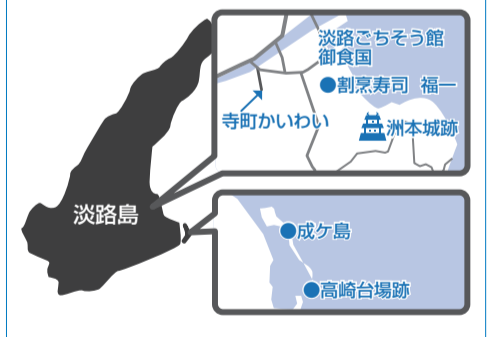 淡路ごちそう館
御食国
割烹寿司 福一
寺町かいわい
洲本城跡
淡路島
成ケ島
高崎台場跡